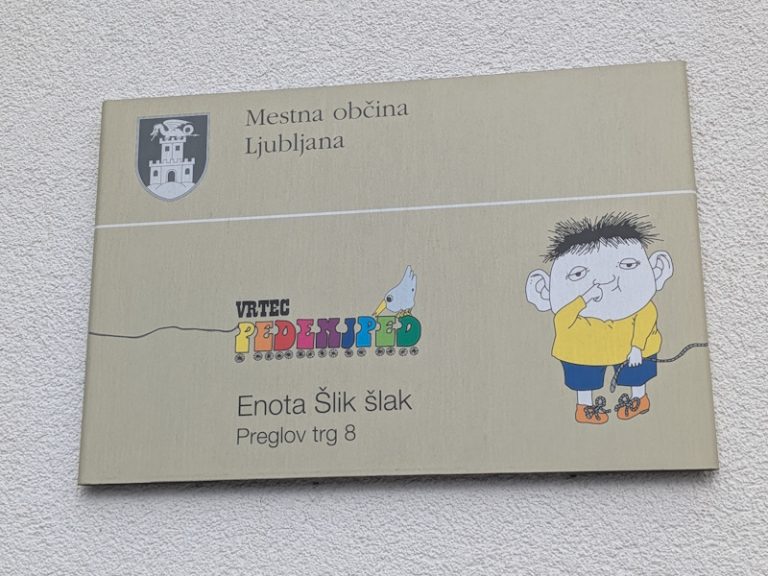 Mestna občina
Ljubljana
VRTEC
PEDENJPED
Enota Šlik šlak
Preglov trg 8